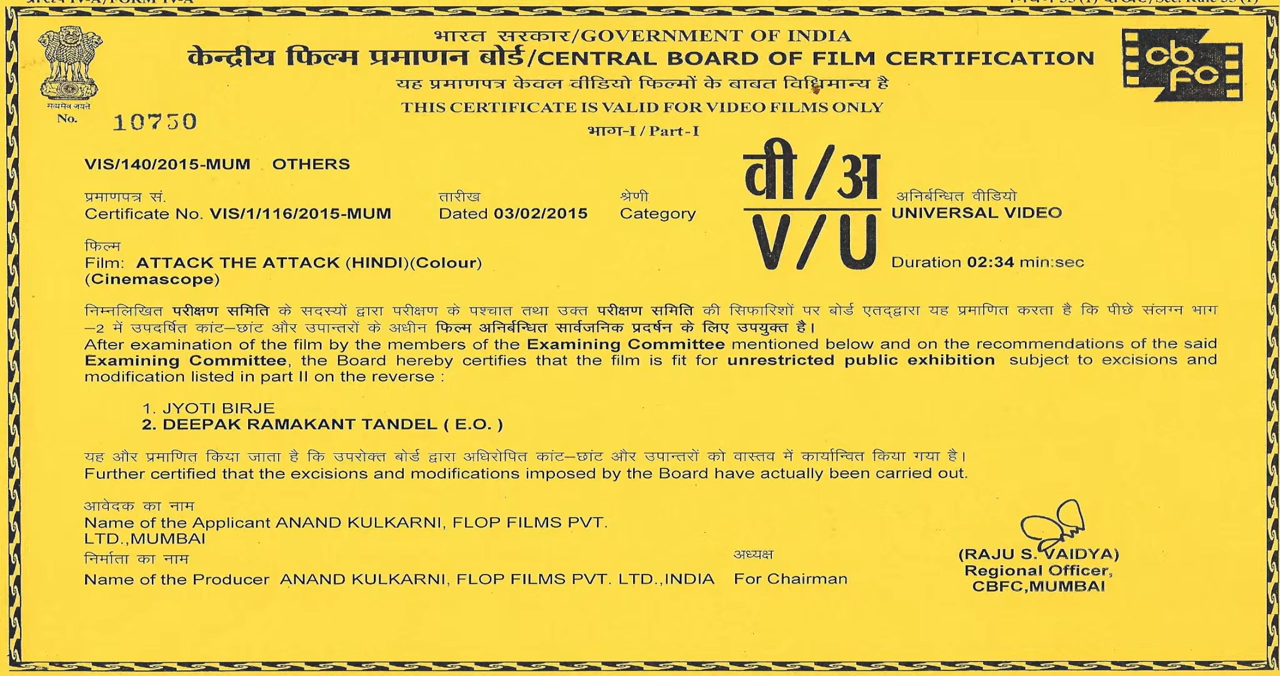 भारत सरकार/GOVERNMENT OF INDIA
केन्द्रीय फिल्म प्रमाणन बोर्ड/CENTRAL BOARD OF FILM CERTIFICATION
यह प्रमाणपत्र केवल वीडियो फिल्मों के बाबत विधिमान्य है
THIS CERTIFICATE IS VALID FOR VIDEO FILMS ONLY
भाग-I / Part-I
cb
fc
सत्यमेव जयते
No. 10750
VIS/140/2015-MUM OTHERS
वी/अ
V/U
प्रमाणपत्र सं. तारीख श्रेणी अनिर्बन्धित वीडियो
Certificate No. VIS/1/116/2015-MUM Dated 03/02/2015 Category UNIVERSAL VIDEO
फिल्म
Film: ATTACK THE ATTACK (HINDI)(Colour) Duration 02:34 min:sec
(Cinemascope)
निम्नलिखित परीक्षण समिति के सदस्यों द्वारा परीक्षण के पश्चात तथा उक्त परीक्षण समिति की सिफारिशों पर बोर्ड एतद्द्वारा यह प्रमाणित करता है कि पीछे संलग्न भाग
–2 में उपदर्षित कांट–छांट और उपान्तरों के अधीन फिल्म अनिर्बन्धित सार्वजनिक प्रदर्षन के लिए उपयुक्त है।
After examination of the film by the members of the Examining Committee mentioned below and on the recommendations of the said
Examining Committee, the Board hereby certifies that the film is fit for unrestricted public exhibition subject to excisions and
modification listed in part II on the reverse :
1. JYOTI BIRJE
2. DEEPAK RAMAKANT TANDEL ( E.O. )
यह और प्रमाणित किया जाता है कि उपरोक्त बोर्ड द्वारा अधिरोपित कांट–छांट और उपान्तरों को वास्तव में कार्यान्वित किया गया है।
Further certified that the excisions and modifications imposed by the Board have actually been carried out.
आवेदक का नाम
Name of the Applicant ANAND KULKARNI, FLOP FILMS PVT.
LTD.,MUMBAI
निर्माता का नाम अध्यक्ष
Name of the Producer ANAND KULKARNI, FLOP FILMS PVT. LTD.,INDIA For Chairman
(RAJU S. VAIDYA)
Regional Officer,
CBFC,MUMBAI